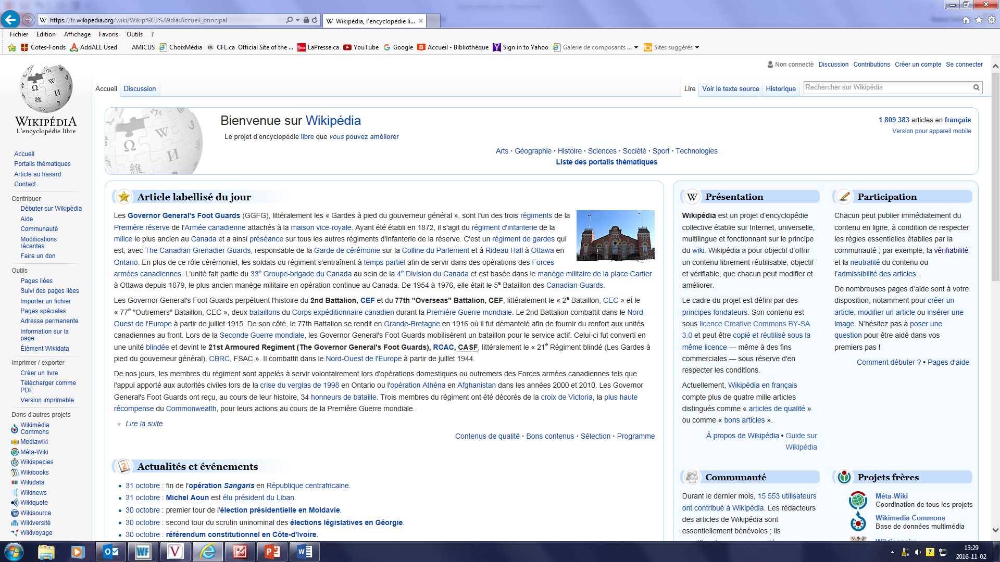 https://fr.wikipedia.org/wiki/Wikip%C3%A9dia:Accueil_principal
Wikipédia, l'encyclopédie li...
Fichier Edition Affichage Favoris Outils ?
Cotes-Fonds AddALL Used AMICUS ChoixMédia CFL.ca Official Site of the ... LaPresse.ca YouTube Google Accueil - Bibliothèque Sign in to Yahoo Galerie de composants ... Sites suggérés
Non connecté Discussion Contributions Créer un compte Se connecter
Accueil Discussion
Lire Voir le texte source Historique Rechercher sur Wikipédia
WIKIPÉDIA
L'encyclopédie libre
Accueil
Portails thématiques
Article au hasard
Contact
Contribuer
Débuter sur Wikipédia
Aide
Communauté
Modifications
récentes
Faire un don
Outils
Pages liées
Suivi des pages liées
Importer un fichier
Pages spéciales
Adresse permanente
Information sur la
page
Élément Wikidata
Imprimer / exporter
Créer un livre
Télécharger comme
PDF
Version imprimable
Dans d'autres projets
Wikimédia
Commons
Mediawiki
Méta-Wiki
Wikispecies
Wikibooks
Wikidata
Wikinews
Wikiquote
Wikisource
Wikiversité
Wikivoyage
Bienvenue sur Wikipédia
Le projet d'encyclopédie libre que vous pouvez améliorer
1 809 383 articles en français
Version pour appareil mobile
Arts · Géographie · Histoire · Sciences · Société · Sport · Technologies
Liste des portails thématiques
Article labellisé du jour
Les Governor General's Foot Guards (GGFG), littéralement les « Gardes à pied du gouverneur général », sont l'un des trois régiments de la
Première réserve de l'Armée canadienne attachés à la maison vice-royale. Ayant été établi en 1872, il s'agit du régiment d'infanterie de la
milice le plus ancien au Canada et a ainsi préséance sur tous les autres régiments d'infanterie de la réserve. C'est un régiment de gardes qui
est, avec The Canadian Grenadier Guards, responsable de la Garde de cérémonie sur la Colline du Parlement et à Rideau Hall à Ottawa en
Ontario. En plus de ce rôle cérémoniel, les soldats du régiment s'entraînent à temps partiel afin de servir dans des opérations des Forces
armées canadiennes. L'unité fait partie du 33e Groupe-brigade du Canada au sein de la 4e Division du Canada et est basée dans le manège militaire de la place Cartier
à Ottawa depuis 1879, le plus ancien manège militaire en opération continue au Canada. De 1954 à 1976, elle était le 5e Bataillon des Canadian Guards.
Les Governor General's Foot Guards perpétuent l'histoire du 2nd Battalion, CEF et du 77th "Overseas" Battalion, CEF, littéralement le « 2e Bataillon, CEC » et le
« 77e "Outremers" Bataillon, CEC », deux bataillons du Corps expéditionnaire canadien durant la Première Guerre mondiale. Le 2nd Battalion combattit dans le Nord-
Ouest de l'Europe à partir de juillet 1915. De son côté, le 77th Battalion se rendit en Grande-Bretagne en 1916 où il fut démantelé afin de fournir du renfort aux unités
canadiennes au front. Lors de la Seconde Guerre mondiale, les Governor General's Foot Guards mobilisèrent un bataillon pour le service actif. Celui-ci fut converti en
une unité blindée et devint le 21st Armoured Regiment (The Governor General's Foot Guards), RCAC, CASF, littéralement le « 21e Régiment blindé (Les Gardes à
pied du gouverneur général), CBRC, FSAC ». Il combattit dans le Nord-Ouest de l'Europe à partir de juillet 1944.
De nos jours, les membres du régiment sont appelés à servir volontairement lors d'opérations domestiques ou outremers des Forces armées canadiennes tels que
l'appui apporté aux autorités civiles lors de la crise du verglas de 1998 en Ontario ou l'opération Athéna en Afghanistan dans les années 2000 et 2010. Les Governor
General's Foot Guards ont reçu, au cours de leur histoire, 34 honneurs de bataille. Trois membres du régiment ont été décorés de la croix de Victoria, la plus haute
récompense du Commonwealth, pour leurs actions au cours de la Première Guerre mondiale.
Lire la suite
Contenus de qualité · Bons contenus · Sélection · Programme
Actualités et événements
31 octobre : fin de l'opération Sangaris en République centrafricaine.
31 octobre : Michel Aoun est élu président du Liban.
30 octobre : premier tour de l'élection présidentielle en Moldavie.
30 octobre : second tour du scrutin uninominal des élections législatives en Géorgie.
30 octobre : référendum constitutionnel en Côte-d'Ivoire.
Présentation
Wikipédia est un projet d'encyclopédie
collective établie sur Internet, universelle,
multilingue et fonctionnant sur le principe
du wiki. Wikipédia a pour objectif d'offrir
un contenu librement réutilisable, objectif
et vérifiable, que chacun peut modifier et
améliorer.
Le cadre du projet est défini par des
principes fondateurs. Son contenu est
sous licence Creative Commons BY-SA
3.0 et peut être copié et réutilisé sous la
même licence — même à des fins
commerciales — sous réserve d'en
respecter les conditions.
Actuellement, Wikipédia en français
compte plus de quatre mille articles
distingués comme « articles de qualité »
ou comme « bons articles ».
À propos de Wikipédia • Guide sur
Wikipédia
Participation
Chacun peut publier immédiatement du
contenu en ligne, à condition de respecter
les règles essentielles établies par la
communauté ; par exemple, la vérifiabilité
et la neutralité du contenu ou
l'admissibilité des articles.
De nombreuses pages d'aide sont à votre
disposition, notamment pour créer un
article, modifier un article ou insérer une
image. N'hésitez pas à poser une
question pour être aidé dans vos
premiers pas !
Comment débuter ? • Pages d'aide
Communauté
Durant le dernier mois, 15 553 utilisateurs
ont contribué à Wikipédia. Les rédacteurs
des articles de Wikipédia sont
essentiellement bénévoles ; ils
Projets frères
Méta-Wiki
Coordination de tous les projets
Wikimedia Commons
Base de données multimédia
13:29
2016-11-02